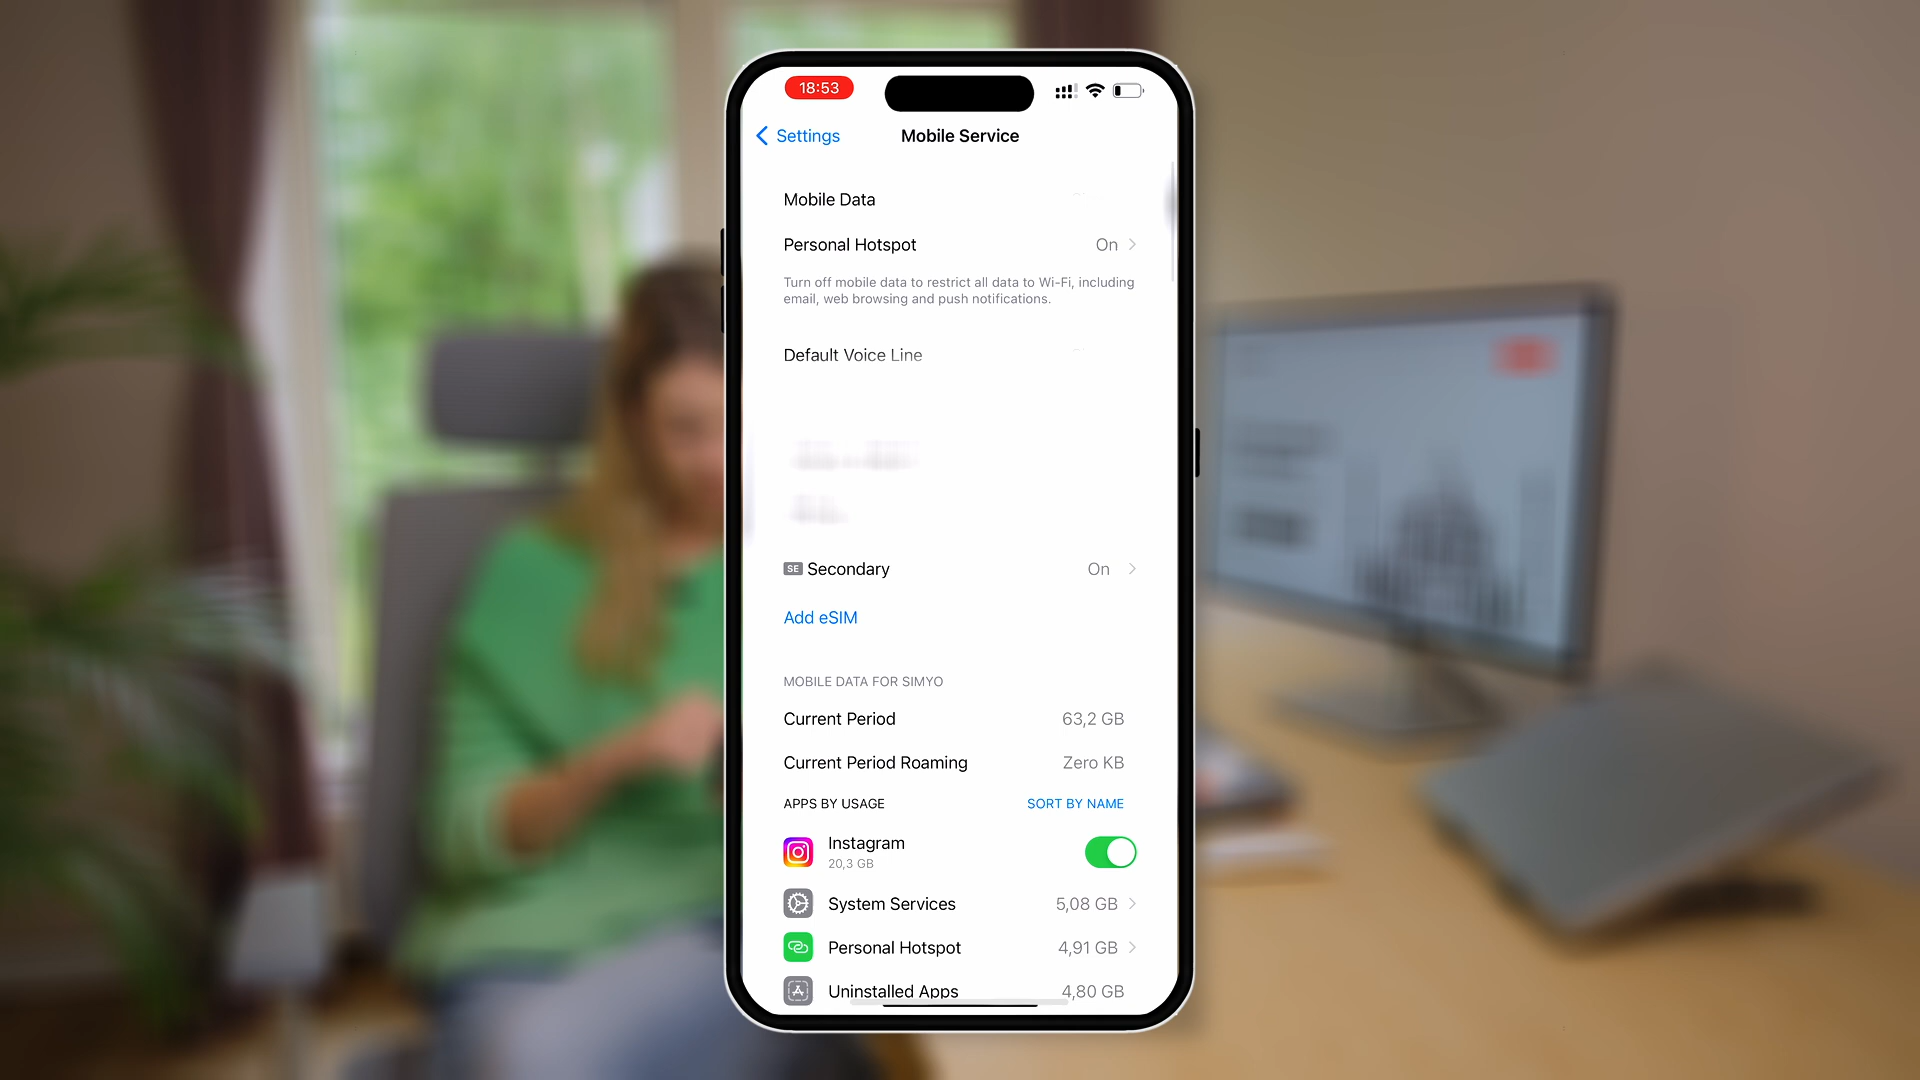 18:53
Settings
Mobile Service
Mobile Data
Personal Hotspot On
Turn off mobile data to restrict all data to Wi-Fi, including
email, web browsing and push notifications.
Default Voice Line
SE Secondary On
Add eSIM
MOBILE DATA FOR SIMYO
Current Period 63,2 GB
Current Period Roaming Zero KB
APPS BY USAGE SORT BY NAME
Instagram
20,3 GB
System Services 5,08 GB
Personal Hotspot 4,91 GB
Uninstalled Apps 4,80 GB